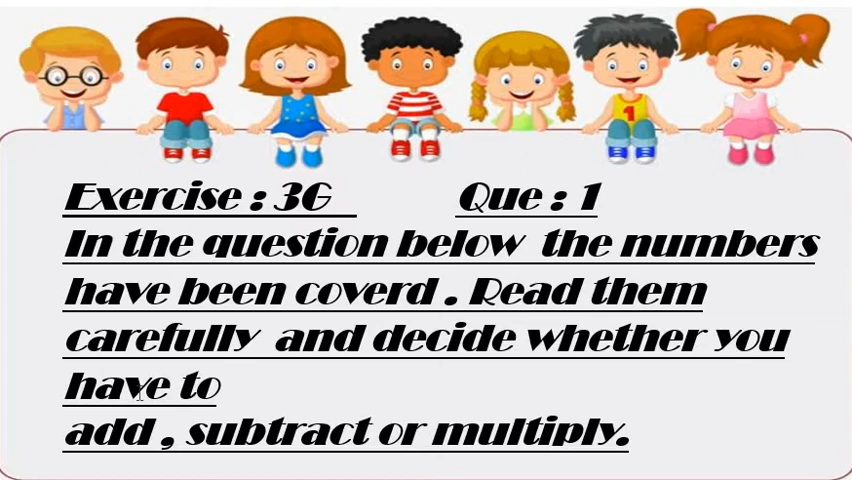 Exercise : 3G Que : 1
In the question below the numbers
have been coverd . Read them
carefully and decide whether you
have to
add , subtract or multiply.
1